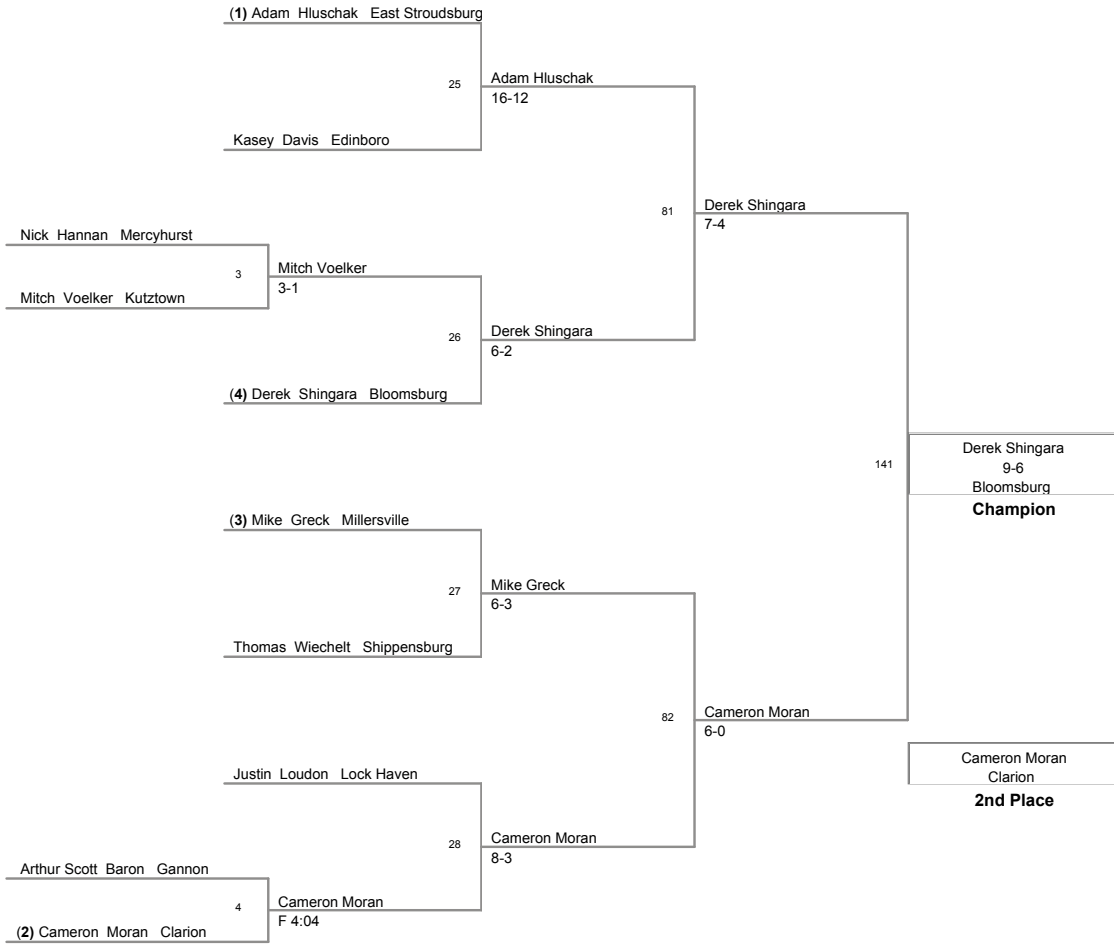 (1) Adam Hluschak East Stroudsburg
25
Adam Hluschak
16-12
Kasey Davis Edinboro
81
Derek Shingara
7-4
Nick Hannan Mercyhurst
3
Mitch Voelker
3-1
Mitch Voelker Kutztown
26
Derek Shingara
6-2
(4) Derek Shingara Bloomsburg
141
Derek Shingara
9-6
Bloomsburg
Champion
(3) Mike Greck Millersville
27
Mike Greck
6-3
Thomas Wiechelt Shippensburg
82
Cameron Moran
6-0
Cameron Moran
Clarion
2nd Place
Justin Loudon Lock Haven
28
Cameron Moran
8-3
Arthur Scott Baron Gannon
4
Cameron Moran
F 4:04
(2) Cameron Moran Clarion